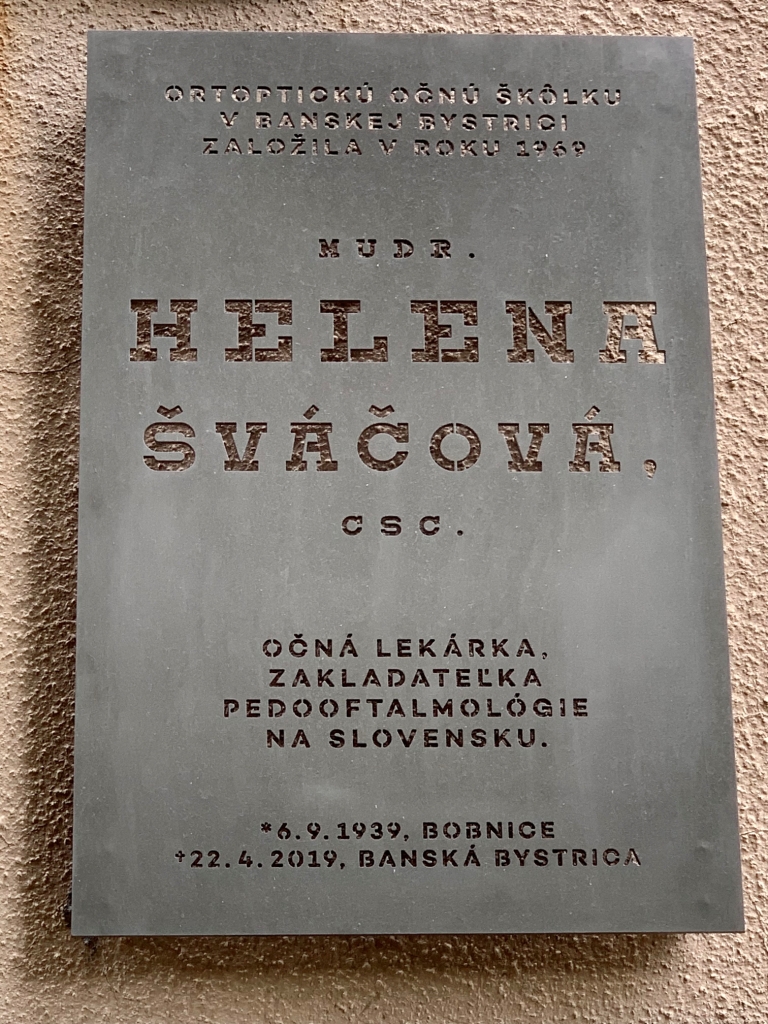 ORTOPTICKÚ OČNÚ ŠKÔLKU
V BANSKEJ BYSTRICI
ZALOŽILA V ROKU 1969
MUDR.
HELENA
ŠVÁČOVÁ,
CSC.
OČNÁ LEKÁRKA,
ZAKLADATEĽKA
PEDOOFTALMOLÓGIE
NA SLOVENSKU.
*6.9.1939, BOBNICE
†22.4.2019, BANSKÁ BYSTRICA